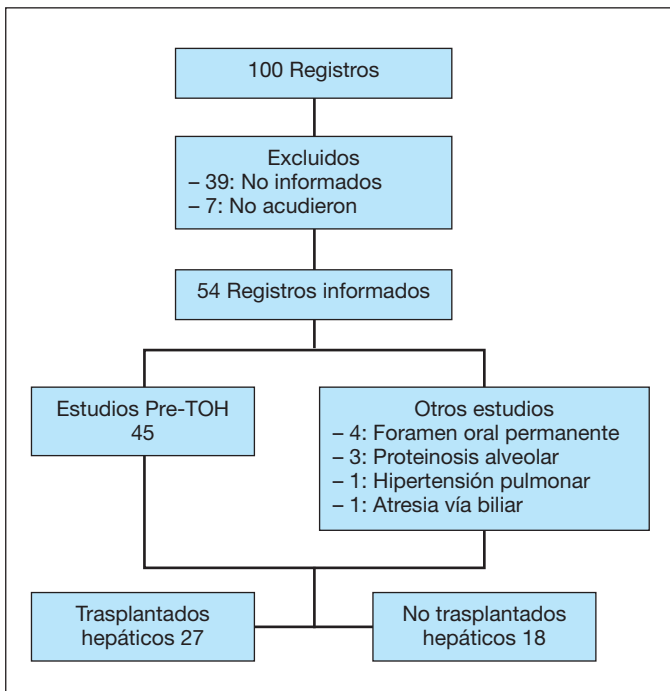 100 Registros
Excluidos
– 39: No informados
– 7: No acudieron
54 Registros informados
Estudios Pre-TOH
45
Otros estudios
– 4: Foramen oral permanente
– 3: Proteinosis alveolar
– 1: Hipertensión pulmonar
– 1: Atresia vía biliar
Trasplantados
hepáticos 27
No trasplantados
hepáticos 18